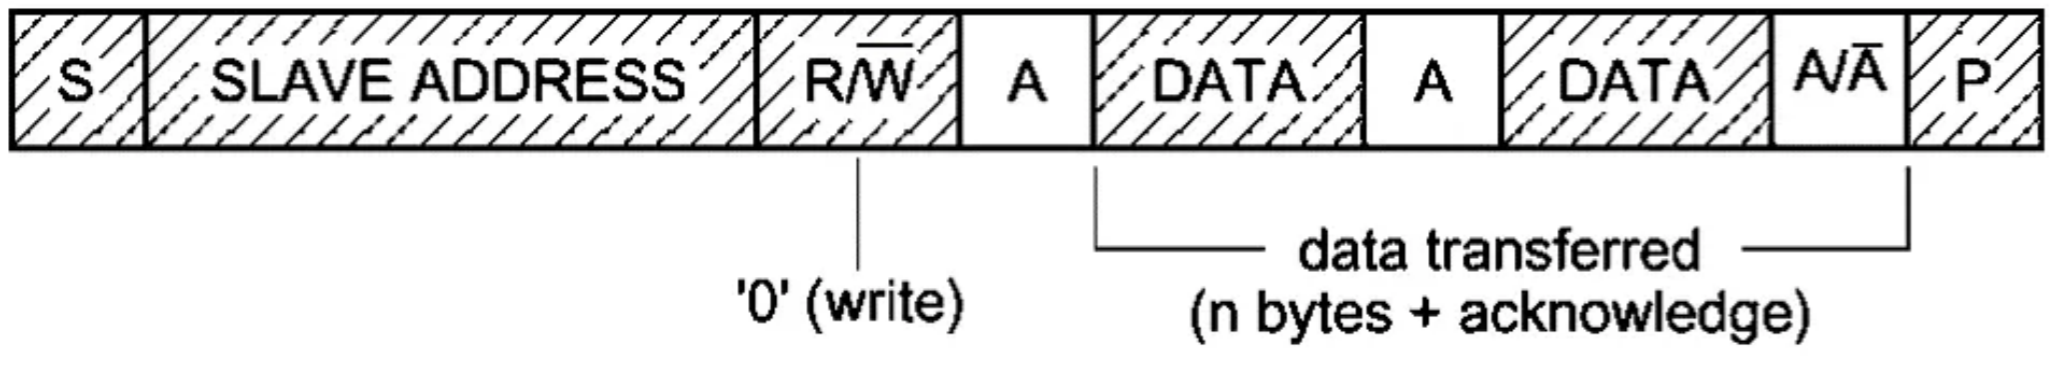 S SLAVE ADDRESS R/W̅ A DATA A DATA A/A̅ P
'0' (write)
data transferred
(n bytes + acknowledge)